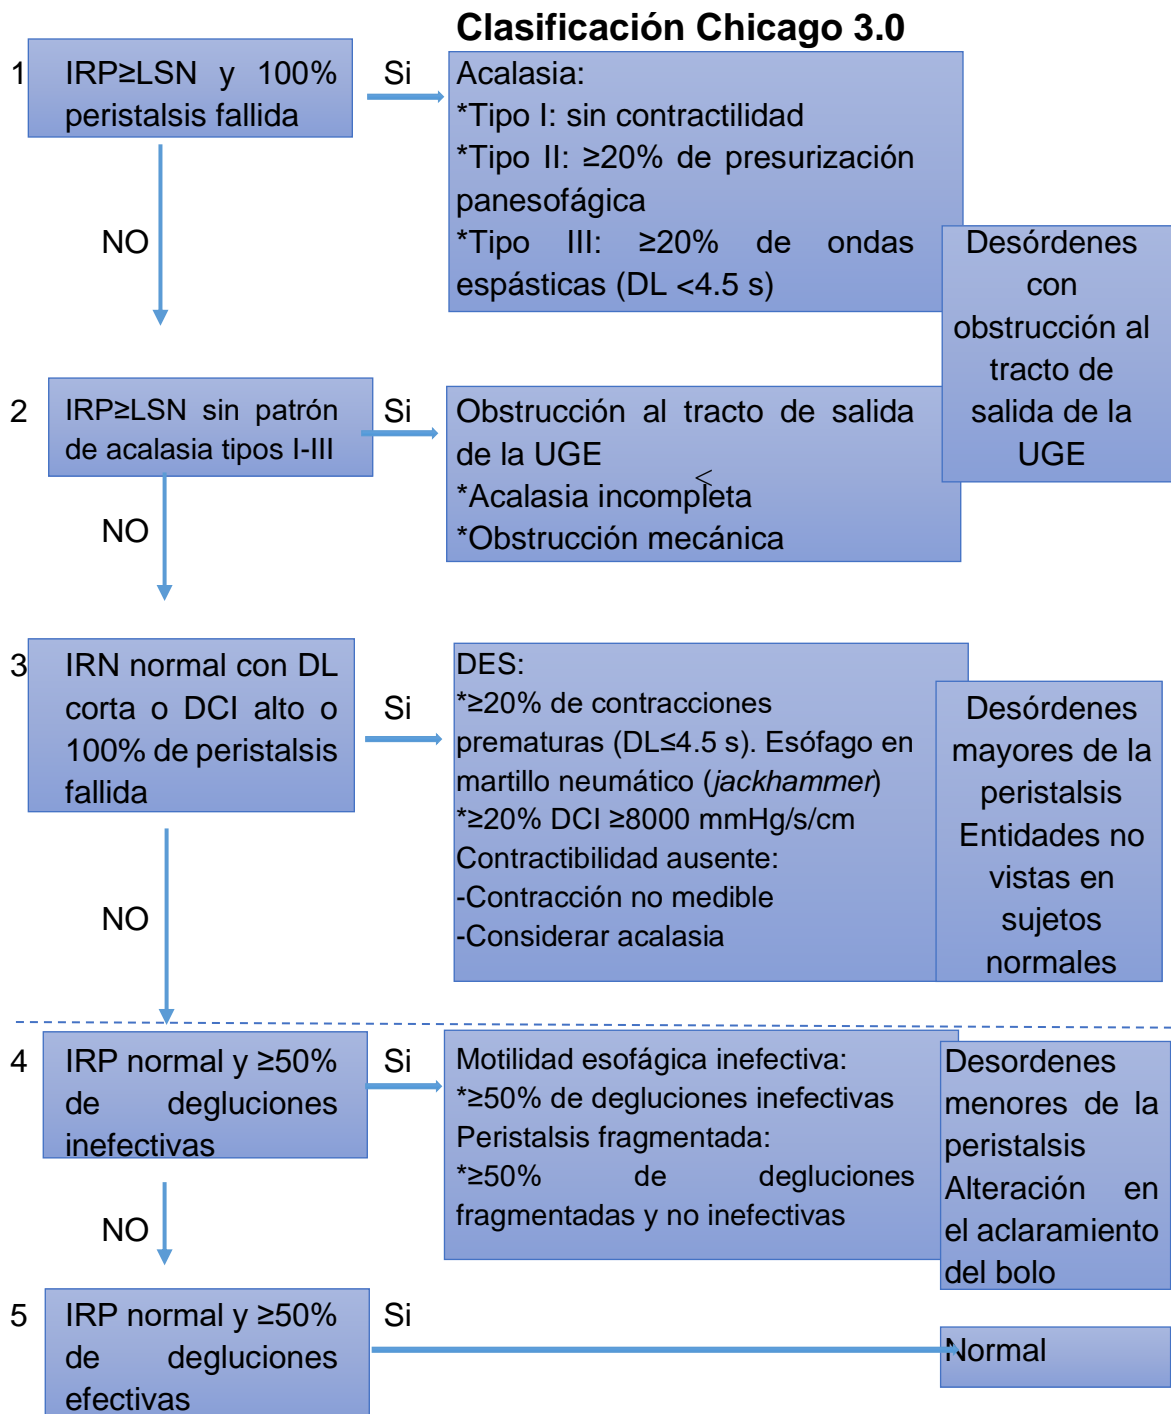 Clasificación Chicago 3.0
1
IRP≥LSN y 100%
peristalsis fallida
Si
Acalasia:
*Tipo I: sin contractilidad
*Tipo II: ≥20% de presurización
panesofágica
*Tipo III: ≥20% de ondas
espásticas (DL <4.5 s)
NO
Desórdenes
con
obstrucción al
tracto de
salida de la
UGE
2
IRP≥LSN sin patrón
de acalasia tipos I-III
Si
Obstrucción al tracto de salida
de la UGE
<
*Acalasia incompleta
*Obstrucción mecánica
NO
3
IRN normal con DL
corta o DCI alto o
100% de peristalsis
fallida
Si
DES:
*≥20% de contracciones
prematuras (DL≤4.5 s). Esófago en
martillo neumático (jackhammer)
*≥20% DCI ≥8000 mmHg/s/cm
Contractibilidad ausente:
-Contracción no medible
-Considerar acalasia
Desórdenes
mayores de la
peristalsis
Entidades no
vistas en
sujetos
normales
NO
4
IRP normal y ≥50%
de degluciones
inefectivas
Si
Motilidad esofágica inefectiva:
*≥50% de degluciones inefectivas
Peristalsis fragmentada:
*≥50% de degluciones
fragmentadas y no inefectivas
Desordenes
menores de la
peristalsis
Alteración en
el aclaramiento
del bolo
NO
5
IRP normal y ≥50%
de degluciones
efectivas
Si
Normal